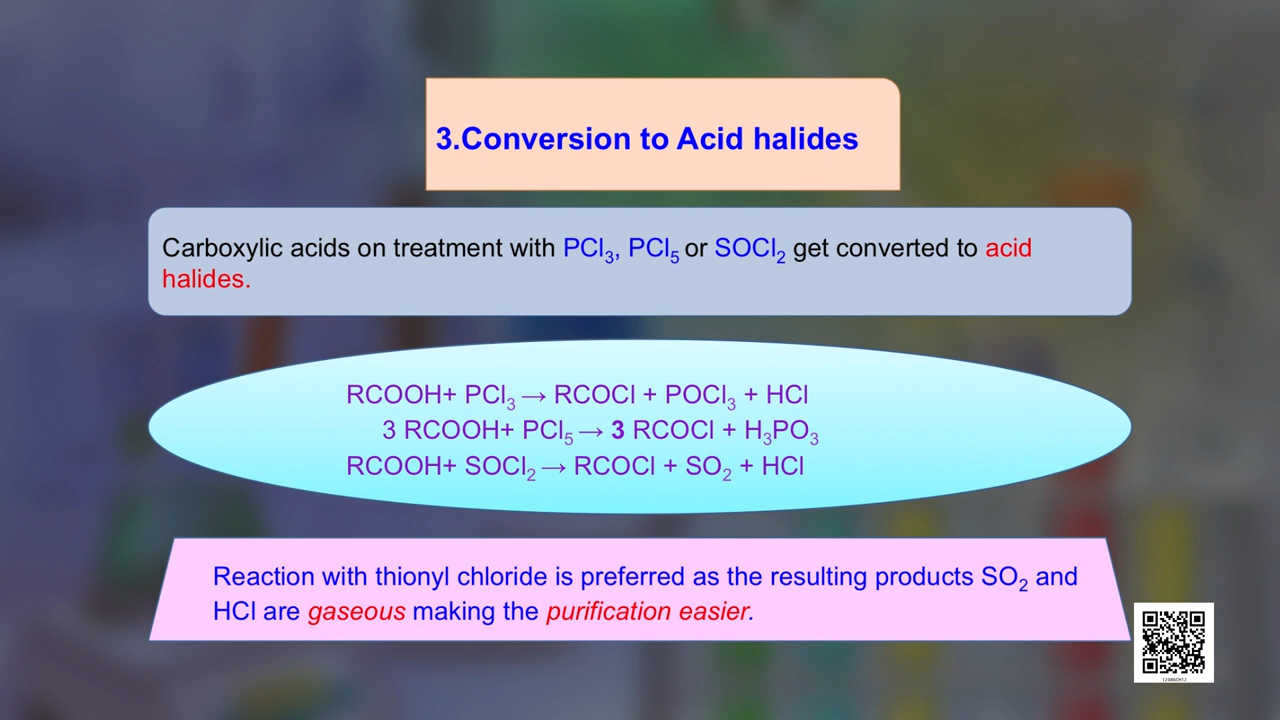 3.Conversion to Acid halides
Carboxylic acids on treatment with PCl₃, PCl₅ or SOCl₂ get converted to acid
halides.
RCOOH+ PCl₃ → RCOCl + POCl₃ + HCl
3 RCOOH+ PCl₅ → 3 RCOCl + H₃PO₃
RCOOH+ SOCl₂ → RCOCl + SO₂ + HCl
Reaction with thionyl chloride is preferred as the resulting products SO₂ and
HCl are gaseous making the purification easier.